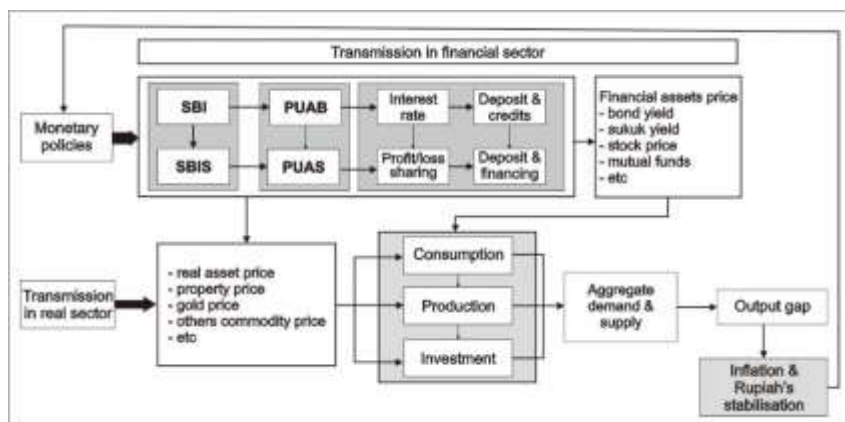 Transmission in financial sector
Monetary
policies
SBI
SBIS
PUAB
PUAS
Interest
rate
Profit/loss
sharing
Deposit &
credits
Deposit &
financing
Financial assets price
- bond yield
- sukuk yield
- stock price
- mutual funds
- etc
Transmission
in real sector
- real asset price
- property price
- gold price
- others commodity price
- etc
Consumption
Production
Investment
Aggregate
demand &
supply
Output gap
Inflation &
Rupiah's
stabilisation